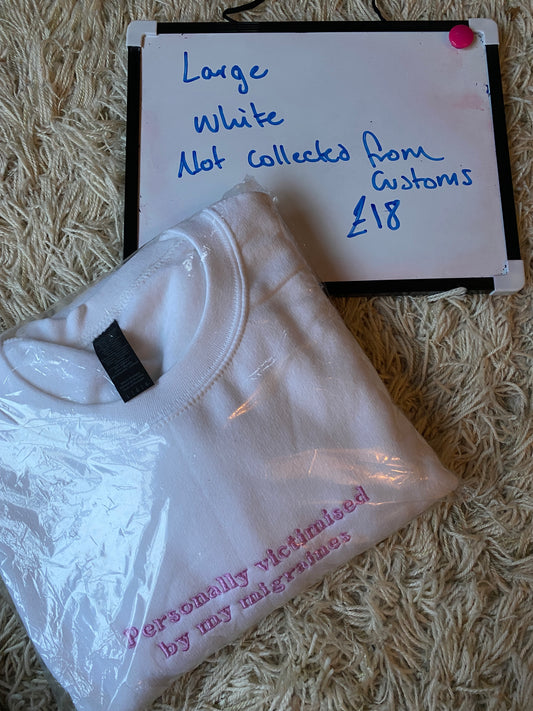 Large
White
Not Collected from
Customs
£18
Personally victimised
by my migraines